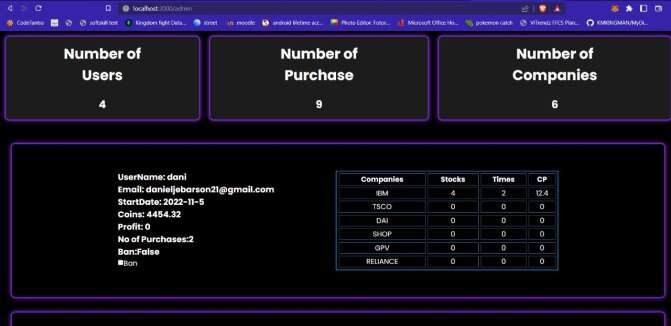 localhost:3000/admin
CodeTantra
softskill test
Kingdom fight Data...
street
moodle
android lifetime acc...
Photo Editor: Fotor...
Microsoft Office Ho...
pokemon catch
VITrendz FFCS Plan...
KMKINGMAN/MyGi...
Number of Users
4
Number of Purchase
9
Number of Companies
6
UserName: dani
Email: danieljebarson21@gmail.com
StartDate: 2022-11-5
Coins: 4454.32
Profit: 0
No of Purchases:2
Ban:False
Ban
Companies Stocks Times CP
IBM 4 2 12.4
TSCO 0 0 0
DAI 0 0 0
SHOP 0 0 0
GPV 0 0 0
RELIANCE 0 0 0